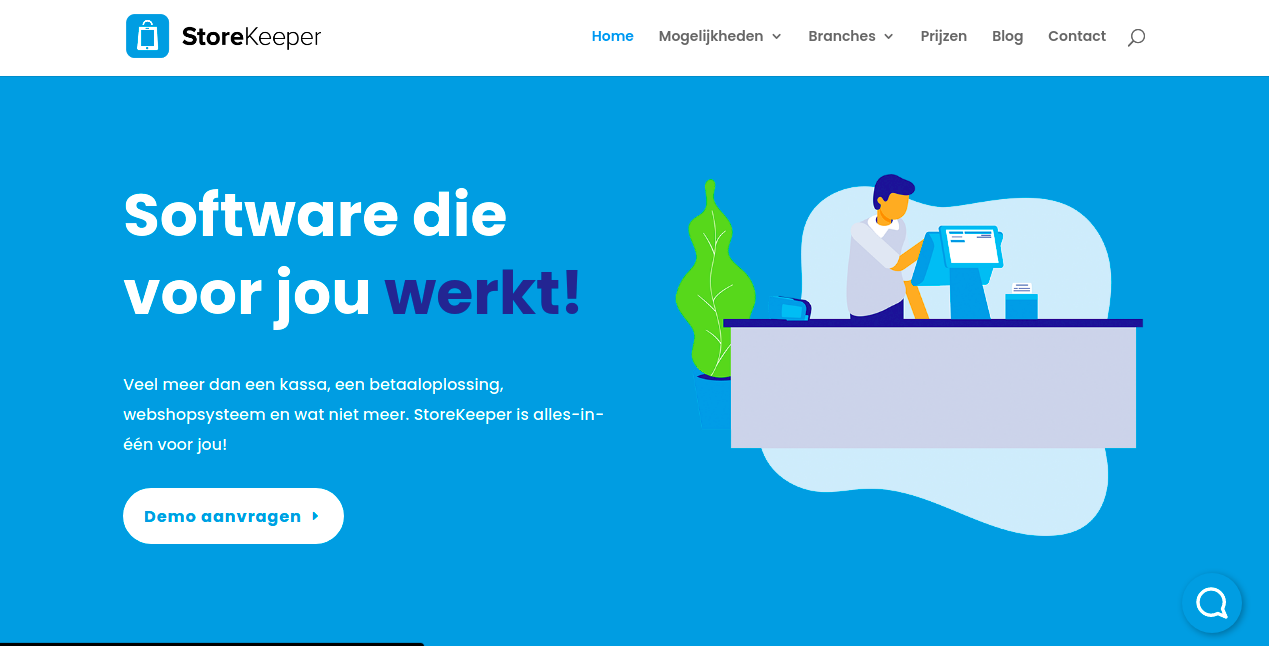 StoreKeeper
Home Mogelijkheden Branches Prijzen Blog Contact
Software die
voor jou werkt!
Veel meer dan een kassa, een betaaloplossing,
webshopsysteem en wat niet meer. StoreKeeper is alles-in-
één voor jou!
Demo aanvragen